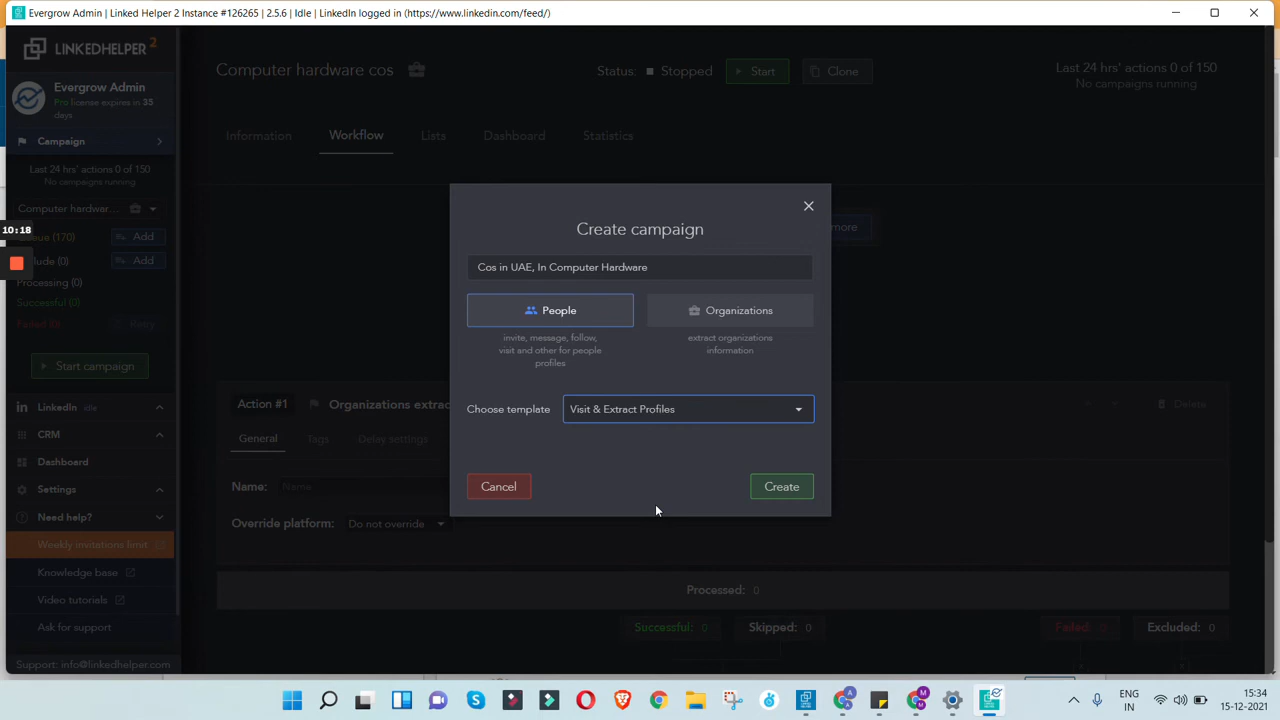 Evergrow Admin | Linked Helper 2 Instance #126265 | 2.5.6 | Idle | LinkedIn logged in (https://www.linkedin.com/feed/)
LINKEDHELPER 2
Computer hardware cos
Status: Stopped
Start
Clone
Last 24 hrs' actions 0 of 150
No campaigns running
Evergrow Admin
Pro license expires in 35
days
Campaign
Information
Workflow
Lists
Dashboard
Statistics
Last 24 hrs' actions 0 of 150
No campaigns running
Computer hardwar...
10:18
Queue (170)
Add
Exclude (0)
Add
Processing (0)
Successful (0)
Failed (0)
Retry
Start campaign
more
Create campaign
Cos in UAE, In Computer Hardware
People
Organizations
invite, message, follow,
visit and other for people
profiles
extract organizations
information
Choose template
Visit & Extract Profiles
Cancel
Create
Action #1
Organizations extrac
Delete
General
Tags
Delay settings
Name:
Name
Override platform:
Do not override
Processed: 0
Successful: 0
Skipped: 0
Failed: 0
Excluded: 0
LinkedIn idle
CRM
Dashboard
Settings
Need help?
Weekly invitations limit
Knowledge base
Video tutorials
Ask for support
Support: info@linkedhelper.com
A
M
ENG
IN
15:34
15-12-2021